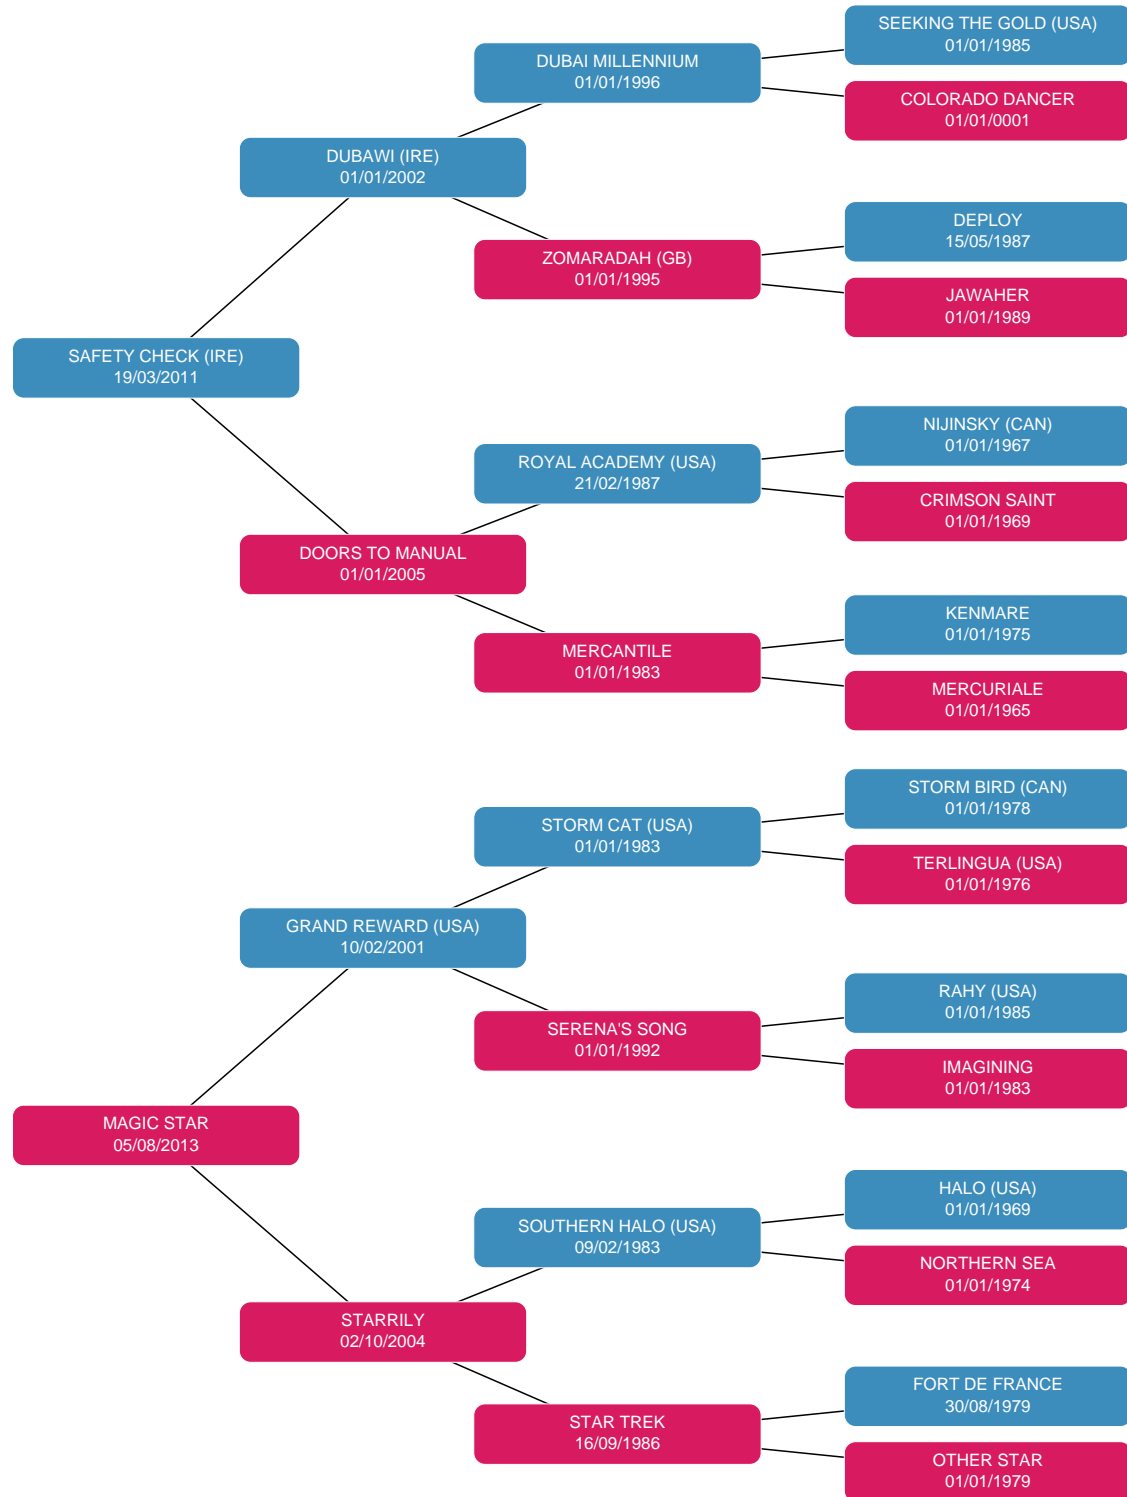 SEEKING THE GOLD (USA)
01/01/1985
DUBAI MILLENNIUM
01/01/1996
COLORADO DANCER
01/01/0001
DUBAWI (IRE)
01/01/2002
DEPLOY
15/05/1987
ZOMARADAH (GB)
01/01/1995
JAWAHER
01/01/1989
SAFETY CHECK (IRE)
19/03/2011
NIJINSKY (CAN)
01/01/1967
ROYAL ACADEMY (USA)
21/02/1987
CRIMSON SAINT
01/01/1969
DOORS TO MANUAL
01/01/2005
KENMARE
01/01/1975
MERCANTILE
01/01/1983
MERCURIALE
01/01/1965
STORM BIRD (CAN)
01/01/1978
STORM CAT (USA)
01/01/1983
TERLINGUA (USA)
01/01/1976
GRAND REWARD (USA)
10/02/2001
RAHY (USA)
01/01/1985
SERENA'S SONG
01/01/1992
IMAGINING
01/01/1983
MAGIC STAR
05/08/2013
HALO (USA)
01/01/1969
SOUTHERN HALO (USA)
09/02/1983
NORTHERN SEA
01/01/1974
STARRILY
02/10/2004
FORT DE FRANCE
30/08/1979
STAR TREK
16/09/1986
OTHER STAR
01/01/1979